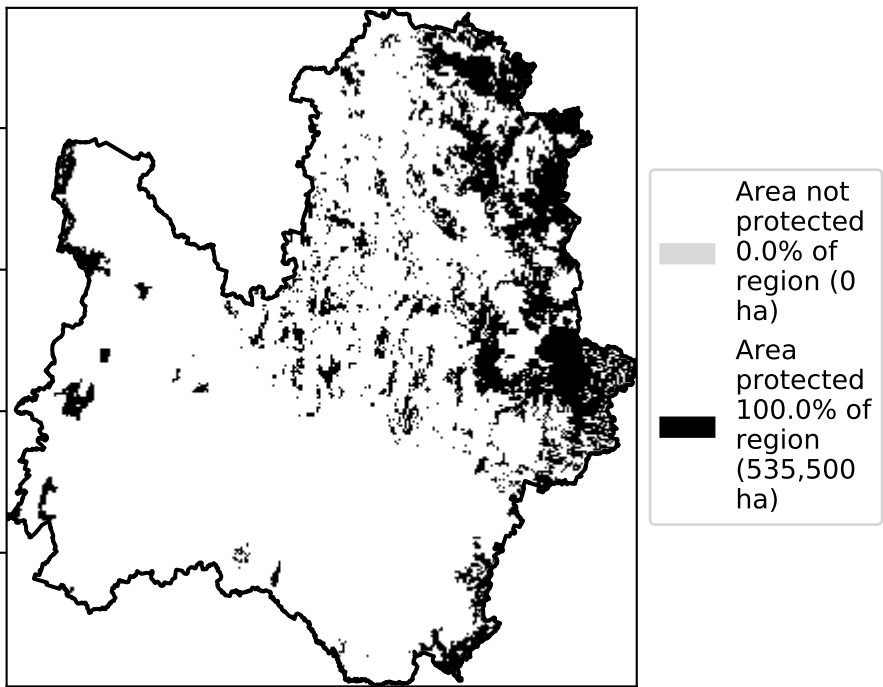 Area not
protected
0.0% of
region (0
ha)
Area
protected
100.0% of
region
(535,500
ha)